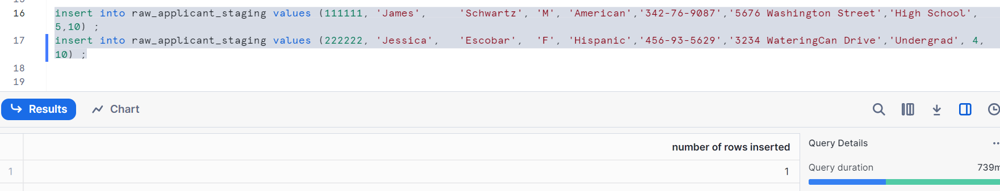 16 insert into raw_applicant_staging values (111111, 'James', 'Schwartz', 'M', 'American','342-76-9087','5676 Washington Street','High School',
5,10) ;
17 insert into raw_applicant_staging values (222222, 'Jessica', 'Escobar', 'F', 'Hispanic','456-93-5629','3234 WateringCan Drive','Undergrad', 4,
10) ;
18
19
Results Chart
number of rows inserted
Query Details
1 1
Query duration 739m